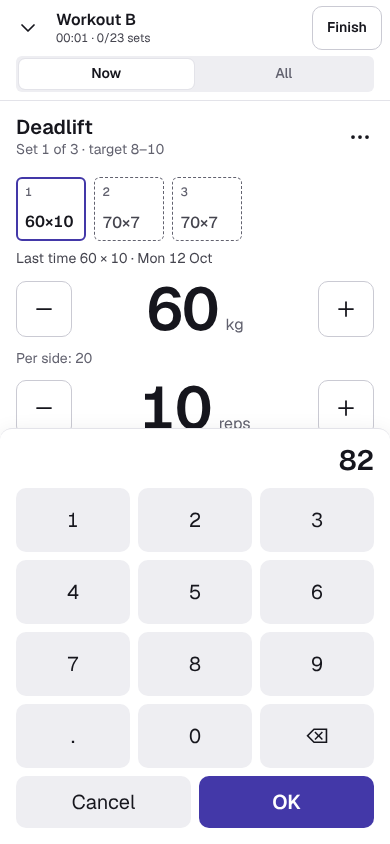 Workout B
00:01 · 0/23 sets
Finish
Now
All
Deadlift
Set 1 of 3 · target 8–10
1
60×10
2
70×7
3
70×7
Last time 60 × 10 · Mon 12 Oct
60 kg
Per side: 20
10 reps
82
1 2 3
4 5 6
7 8 9
. 0
Cancel
OK